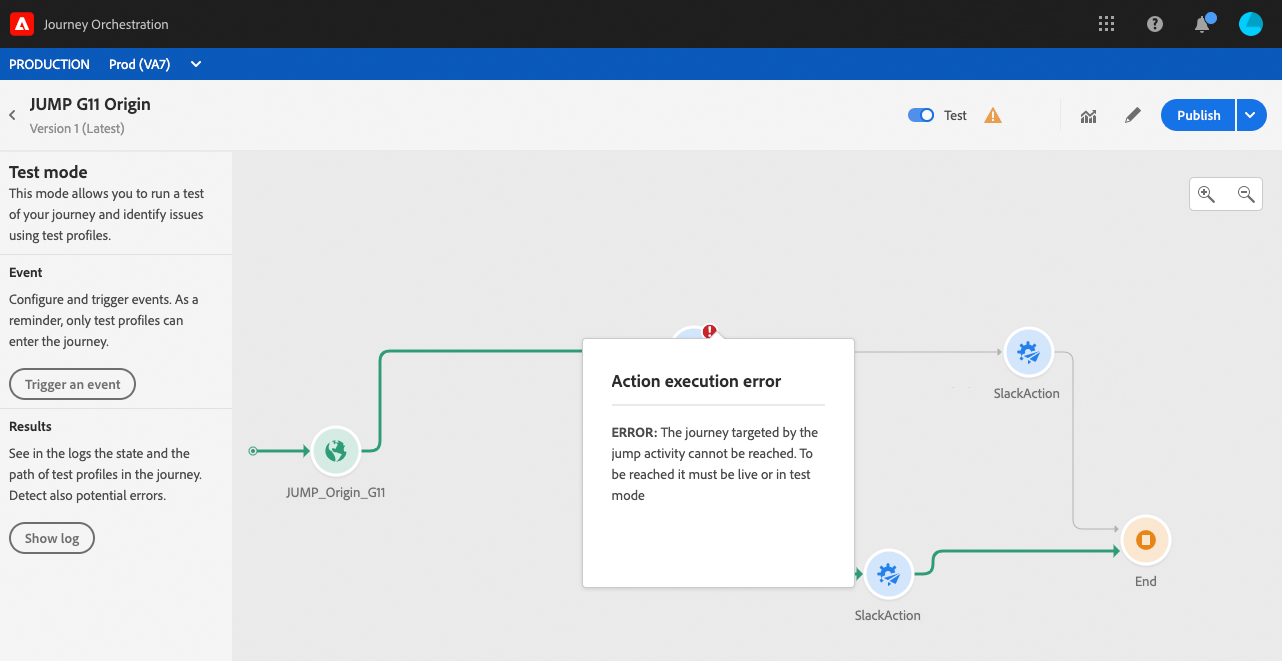 Journey Orchestration
PRODUCTION Prod (VA7)
JUMP G11 Origin
Version 1 (Latest)
Test
Publish
Test mode
This mode allows you to run a test
of your journey and identify issues
using test profiles.
Event
Configure and trigger events. As a
reminder, only test profiles can
enter the journey.
Trigger an event
Results
See in the logs the state and the
path of test profiles in the journey.
Detect also potential errors.
Show log
JUMP_Origin_G11
Action execution error
ERROR: The journey targeted by the
jump activity cannot be reached. To
be reached it must be live or in test
mode
SlackAction
SlackAction
End